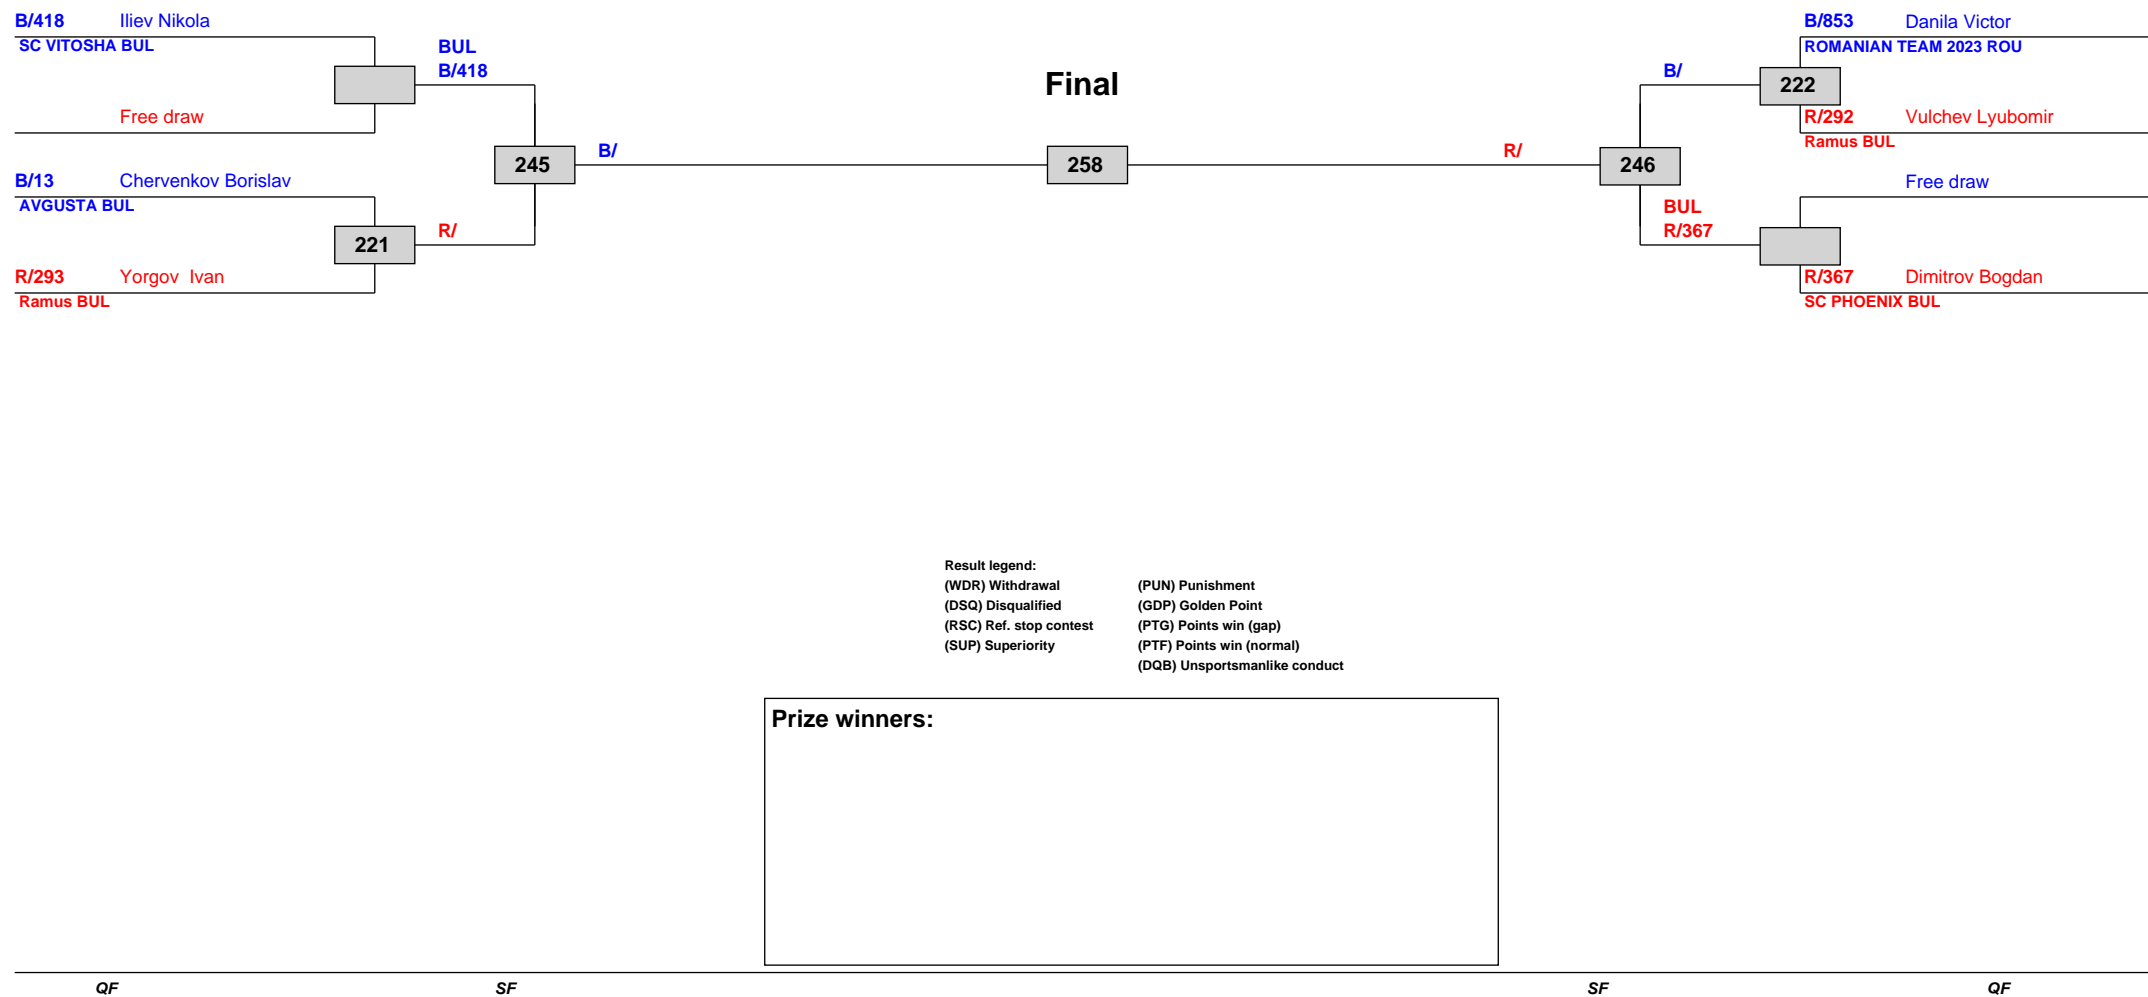 B/418 Iliev Nikola
SC VITOSHA BUL
Free draw
BUL
B/418
B/13 Chervenkov Borislav
AVGUSTA BUL
221
R/293 Yorgov  Ivan
Ramus BUL
R/
245
B/
Final
258
R/
246
B/
BUL
R/367
B/853 Danila Victor
ROMANIAN TEAM 2023 ROU
222
R/292 Vulchev Lyubomir
Ramus BUL
Free draw
R/367 Dimitrov Bogdan
SC PHOENIX BUL
Result legend:
(WDR) Withdrawal (PUN) Punishment
(DSQ) Disqualified (GDP) Golden Point
(RSC) Ref. stop contest (PTG) Points win (gap)
(SUP) Superiority (PTF) Points win (normal)
(DQB) Unsportsmanlike conduct
Prize winners:
QF SF SF QF